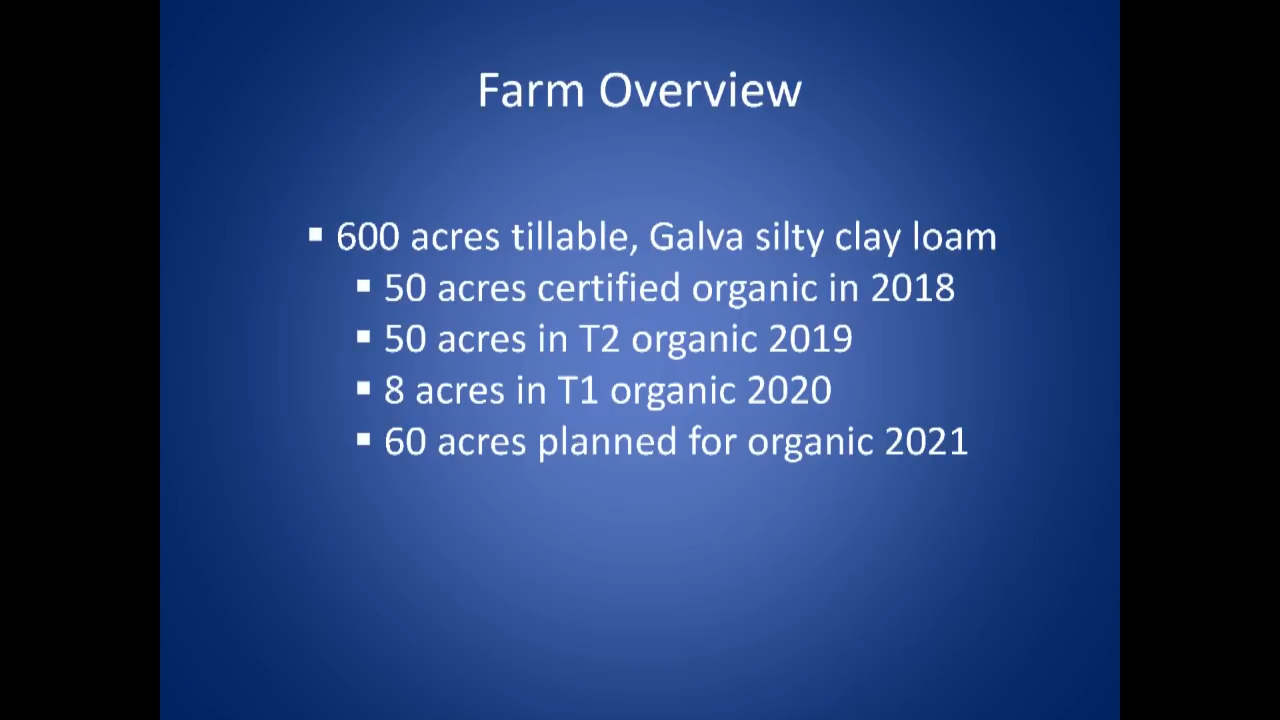 Farm Overview
▪ 600 acres tillable, Galva silty clay loam
▪ 50 acres certified organic in 2018
▪ 50 acres in T2 organic 2019
▪ 8 acres in T1 organic 2020
▪ 60 acres planned for organic 2021